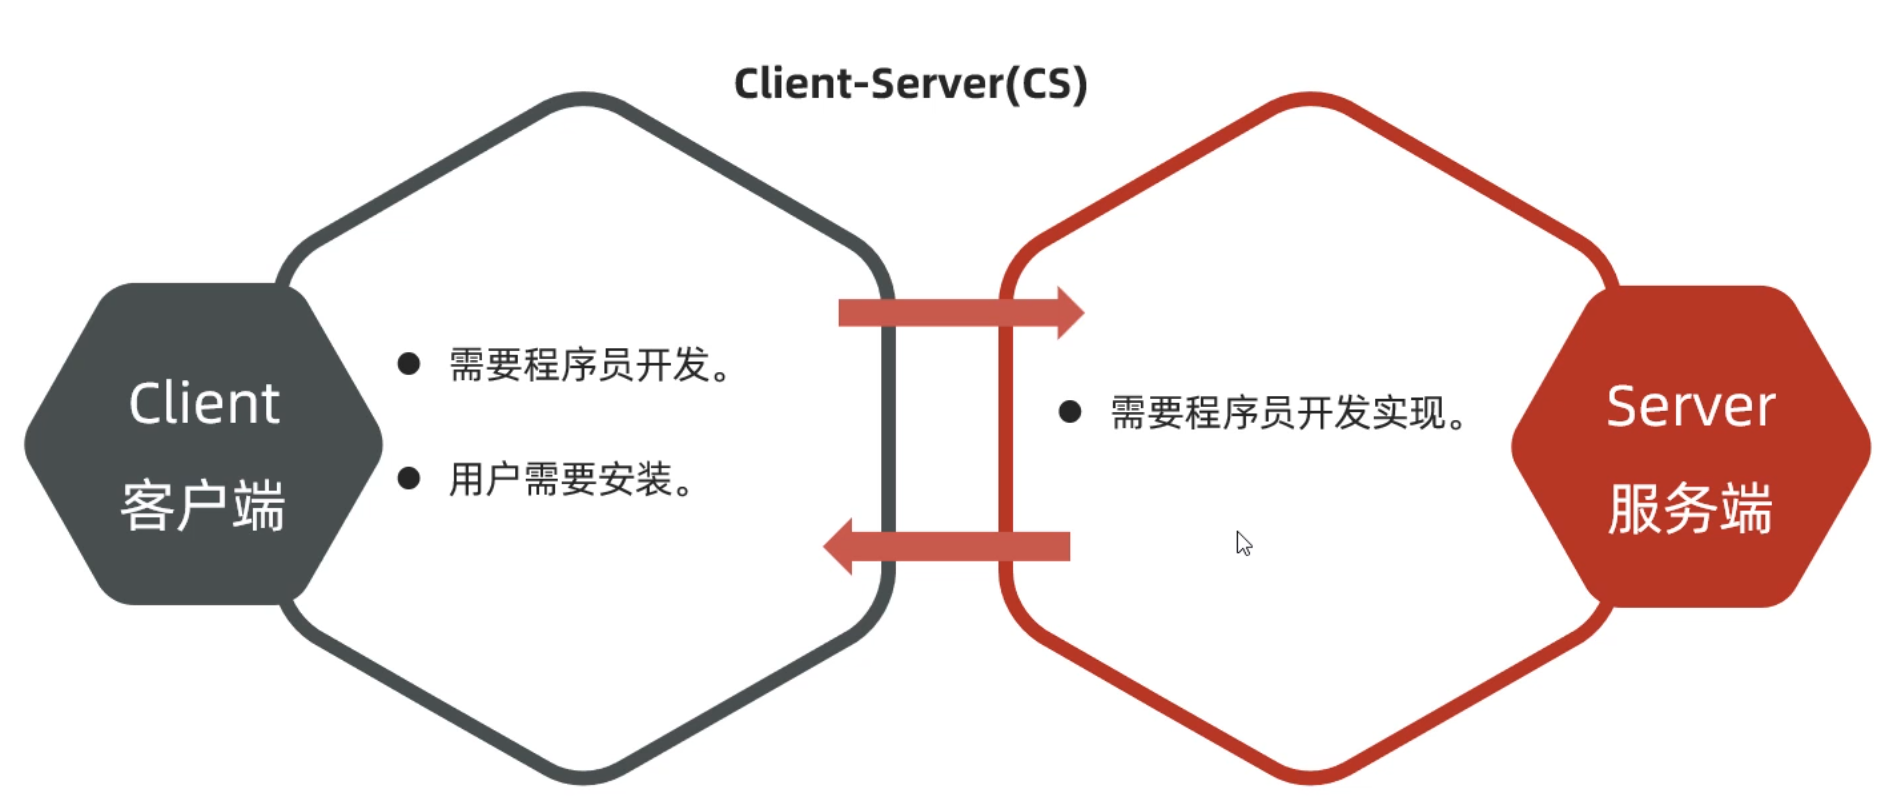 Client-Server(CS)
Client
客户端
需要程序员开发。
用户需要安装。
需要程序员开发实现。
Server
服务端